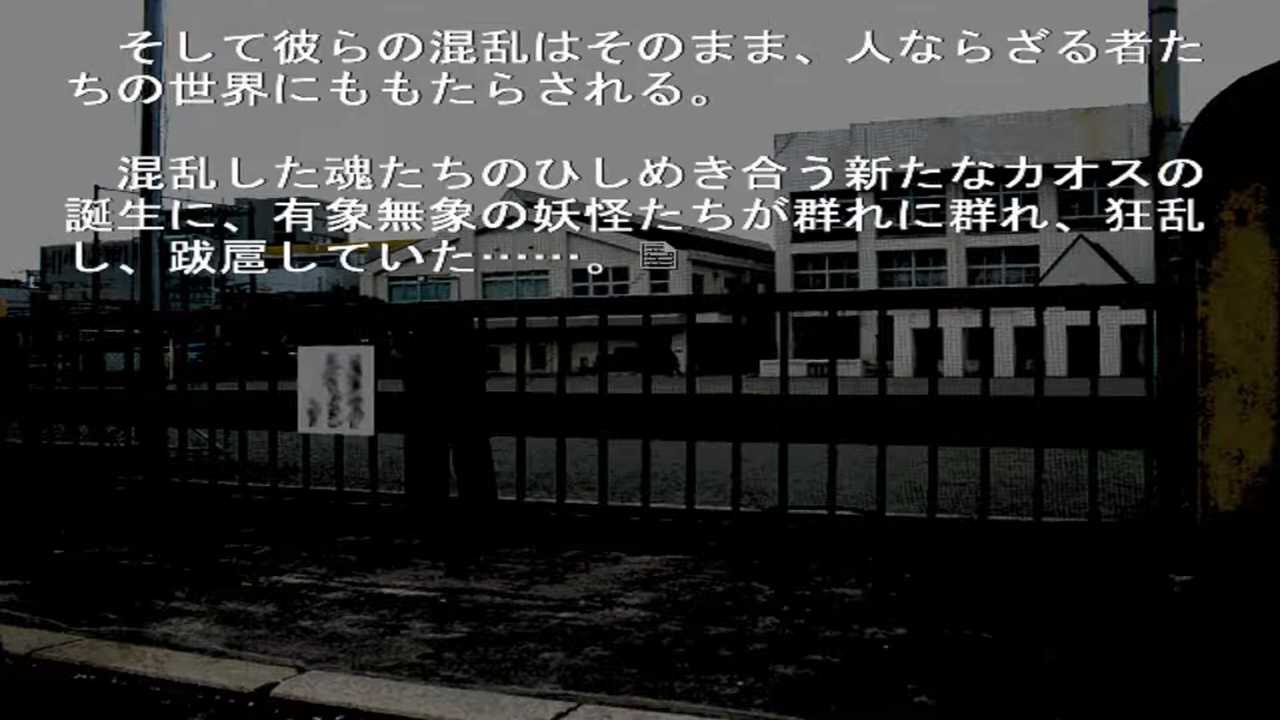 そして彼らの混乱はそのまま、人ならざる者た
ちの世界にももたらされる。
混乱した魂たちのひしめき合う新たなカオスの
誕生に、有象無象の妖怪たちが群れに群れ、狂乱
し、跋扈していた……。